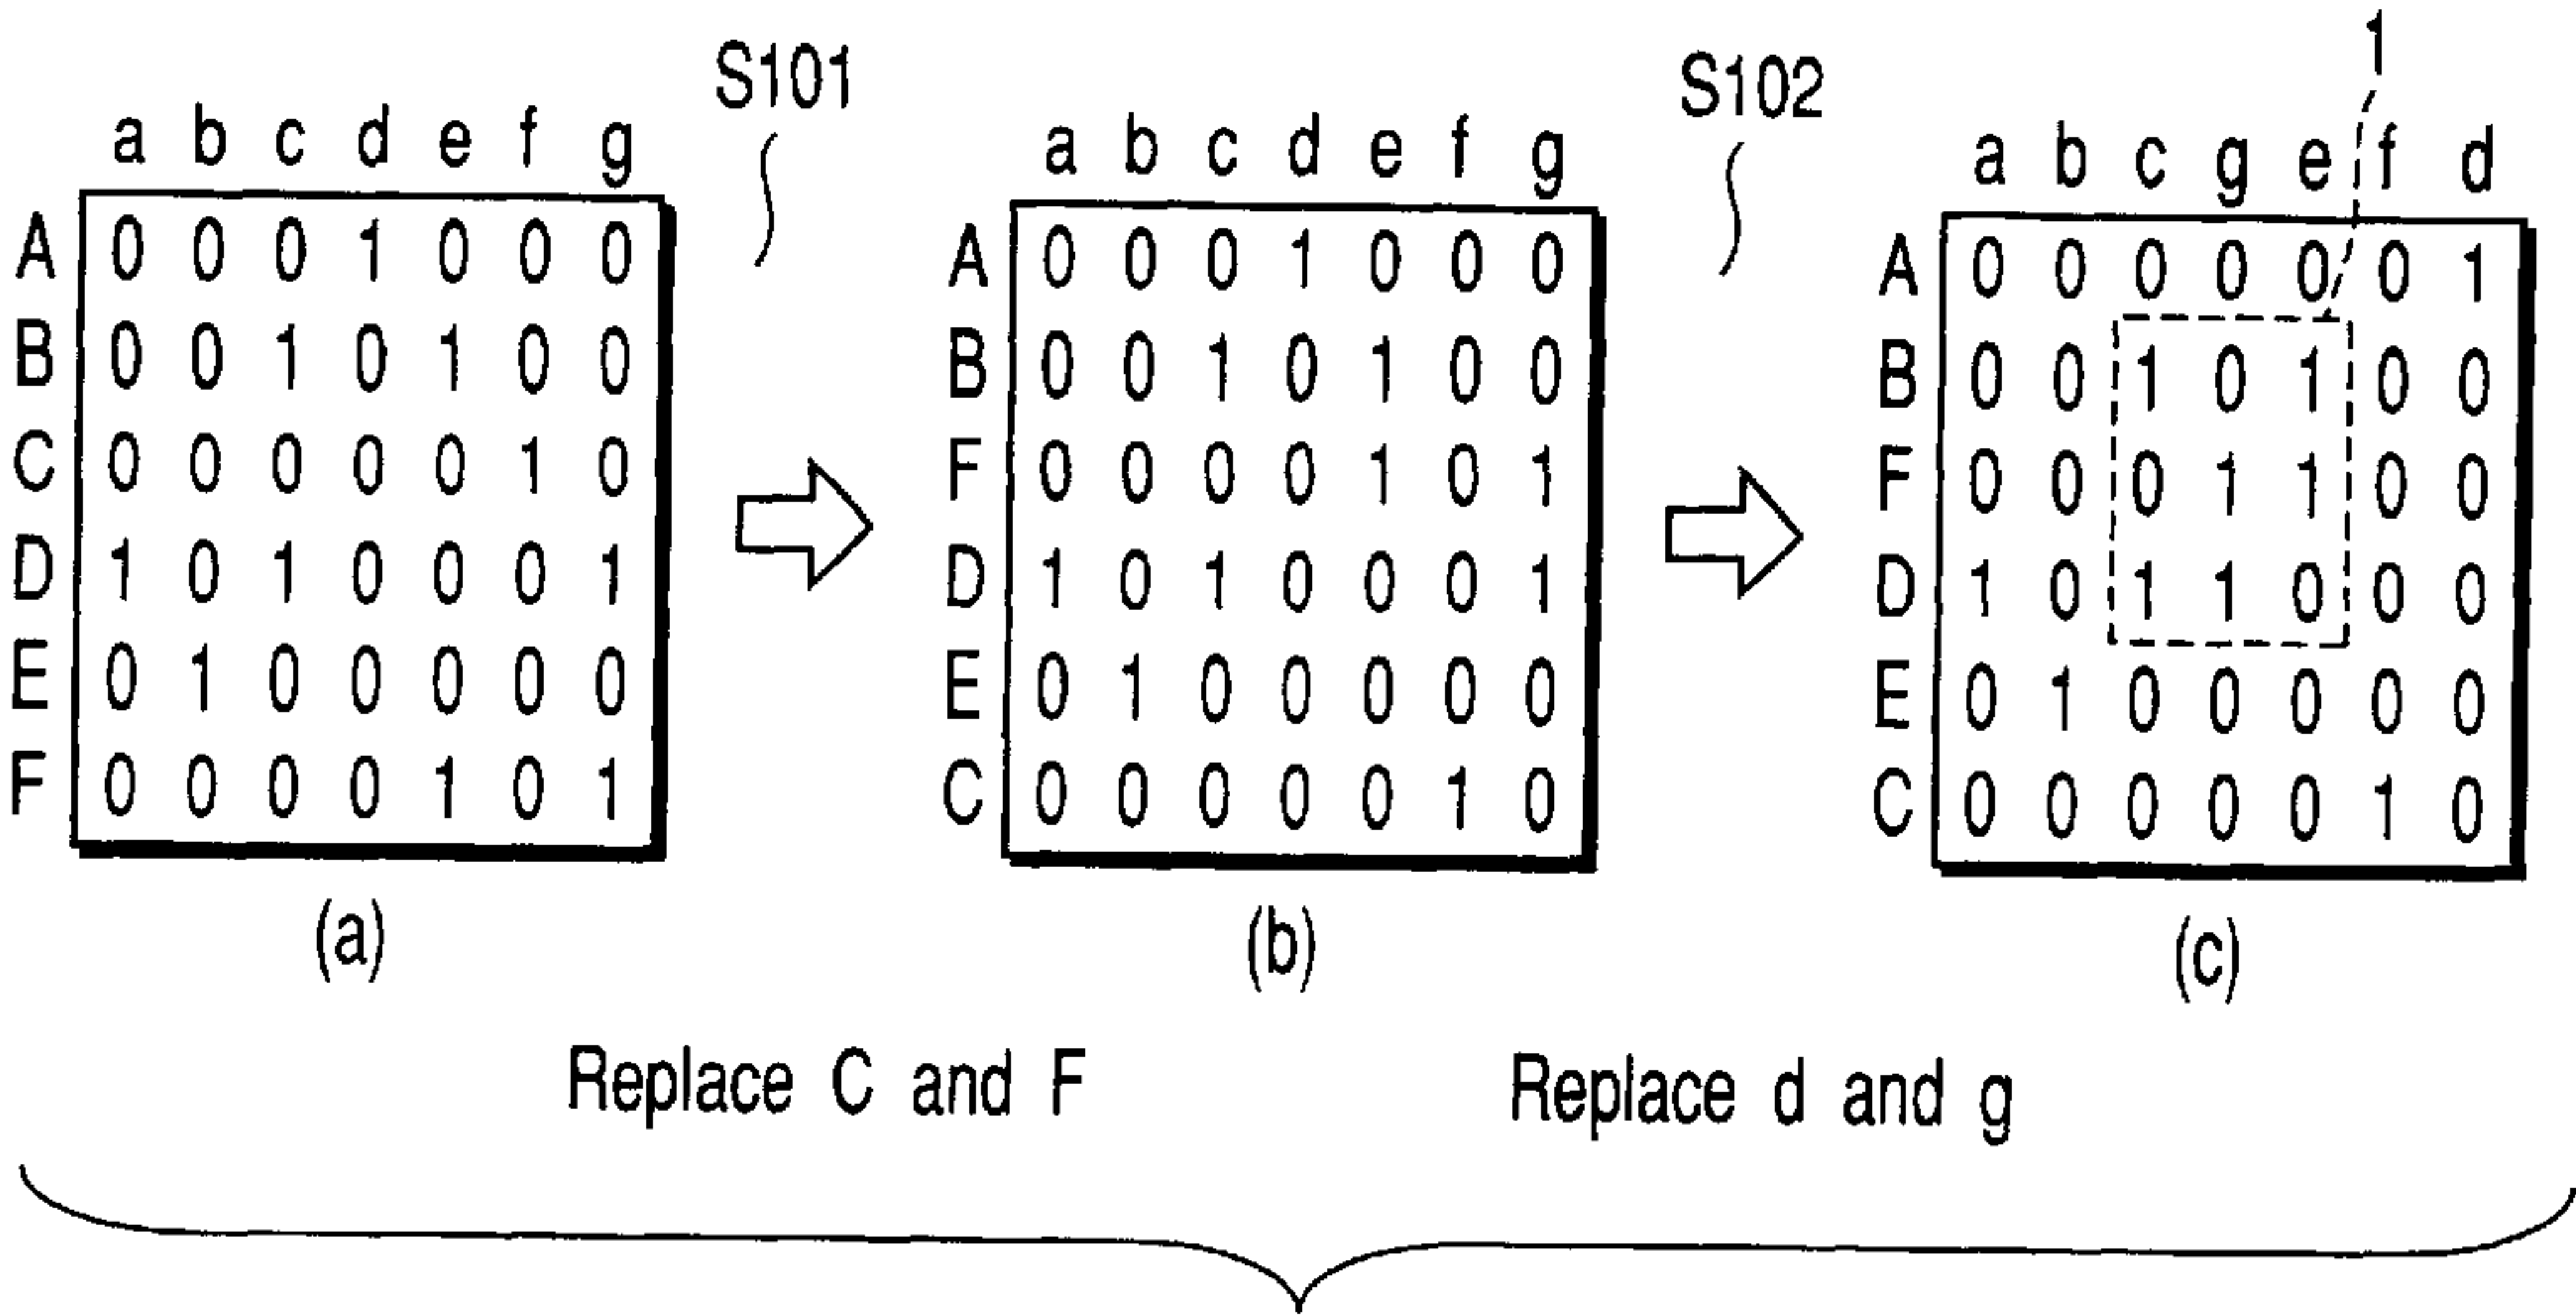 S101 S102 1
a b c d e f g
A 0 0 0 1 0 0 0
B 0 0 1 0 1 0 0
C 0 0 0 0 0 1 0
D 1 0 1 0 0 0 1
E 0 1 0 0 0 0 0
F 0 0 0 0 1 0 1
(a)
a b c d e f g
A 0 0 0 1 0 0 0
B 0 0 1 0 1 0 0
F 0 0 0 0 1 0 1
D 1 0 1 0 0 0 1
E 0 1 0 0 0 0 0
C 0 0 0 0 0 1 0
(b)
a b c g e f d
A 0 0 0 0 0 0 1
B 0 0 1 0 1 0 0
F 0 0 0 1 1 0 0
D 1 0 1 1 0 0 0
E 0 1 0 0 0 0 0
C 0 0 0 0 0 1 0
(c)
Replace C and F
Replace d and g